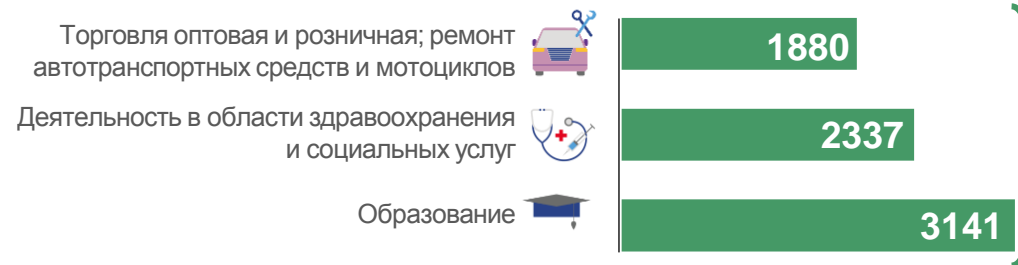 Торговля оптовая и розничная; ремонт
автотранспортных средств и мотоциклов
1880
Деятельность в области здравоохранения
и социальных услуг
2337
Образование
3141